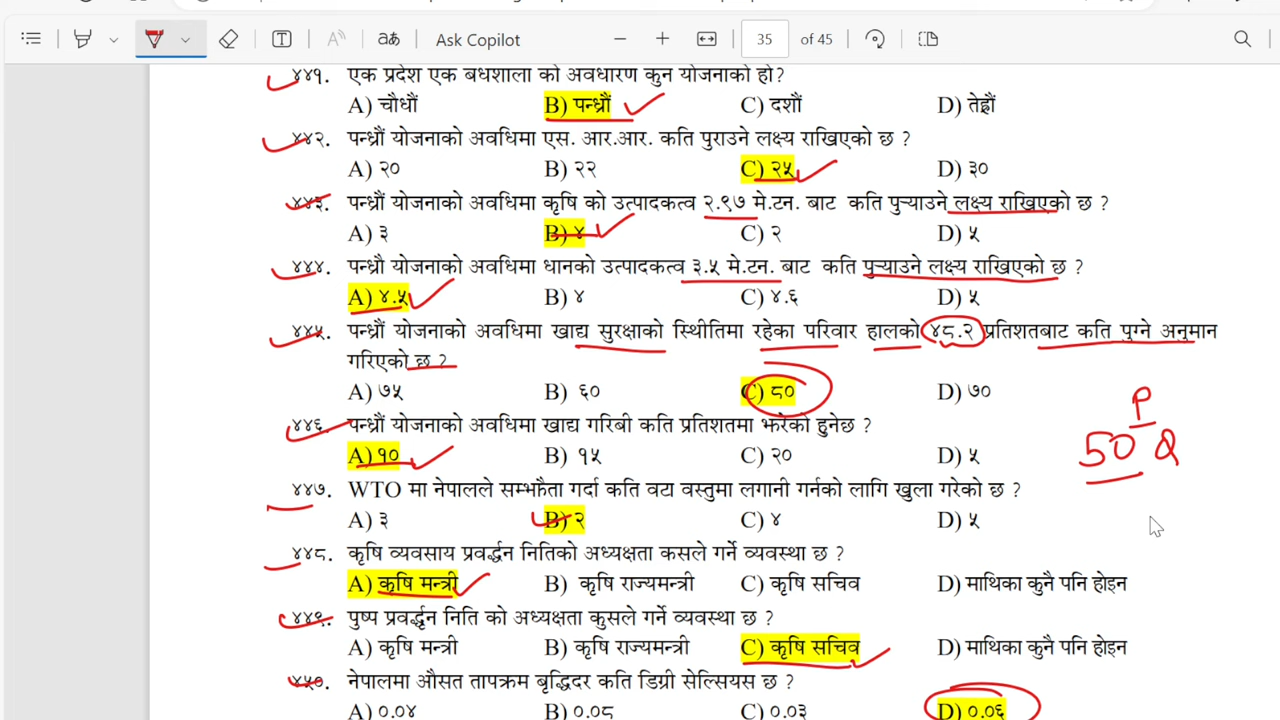 Ask Copilot
35 of 45
४४१. एक प्रदेश एक बधशाला को अवधारण कुन योजनाको हो?
A) चौधौं B) पन्ध्रौं C) दशौं D) तेह्रौं
४४२. पन्ध्रौं योजनाको अवधिमा एस. आर.आर. कति पुराउने लक्ष्य राखिएको छ ?
A) २० B) २२ C) २५ D) ३०
४४३. पन्ध्रौं योजनाको अवधिमा कृषि को उत्पादकत्व २.९७ मे.टन. बाट कति पुर्‍याउने लक्ष्य राखिएको छ ?
A) ३ B) ४ C) २ D) ५
४४४. पन्ध्रौ योजनाको अवधिमा धानको उत्पादकत्व ३.५ मे.टन. बाट कति पुर्‍याउने लक्ष्य राखिएको छ ?
A) ४.५ B) ४ C) ४.६ D) ५
४४५. पन्ध्रौं योजनाको अवधिमा खाद्य सुरक्षाको स्थितीमा रहेका परिवार हालको ४८.२ प्रतिशतबाट कति पुग्ने अनुमान
गरिएको छ ?
A) ७५ B) ६० C) ८० D) ७०
P
50 Q
४४६. पन्ध्रौं योजनाको अवधिमा खाद्य गरिबी कति प्रतिशतमा झरेको हुनेछ ?
A) १० B) १५ C) २० D) ५
४४७. WTO मा नेपालले सम्झौता गर्दा कति वटा वस्तुमा लगानी गर्नको लागि खुला गरेको छ ?
A) ३ B) २ C) ४ D) ५
४४८. कृषि व्यवसाय प्रवर्द्धन नितिको अध्यक्षता कसले गर्ने व्यवस्था छ ?
A) कृषि मन्त्री B) कृषि राज्यमन्त्री C) कृषि सचिव D) माथिका कुनै पनि होइन
४४९. पुष्प प्रवर्द्धन निति को अध्यक्षता कुसले गर्ने व्यवस्था छ ?
A) कृषि मन्त्री B) कृषि राज्यमन्त्री C) कृषि सचिव D) माथिका कुनै पनि होइन
४५०. नेपालमा औसत तापक्रम बृद्धिदर कति डिग्री सेल्सियस छ ?
A) ०.०४ B) ०.०८ C) ०.०३ D) ०.०६